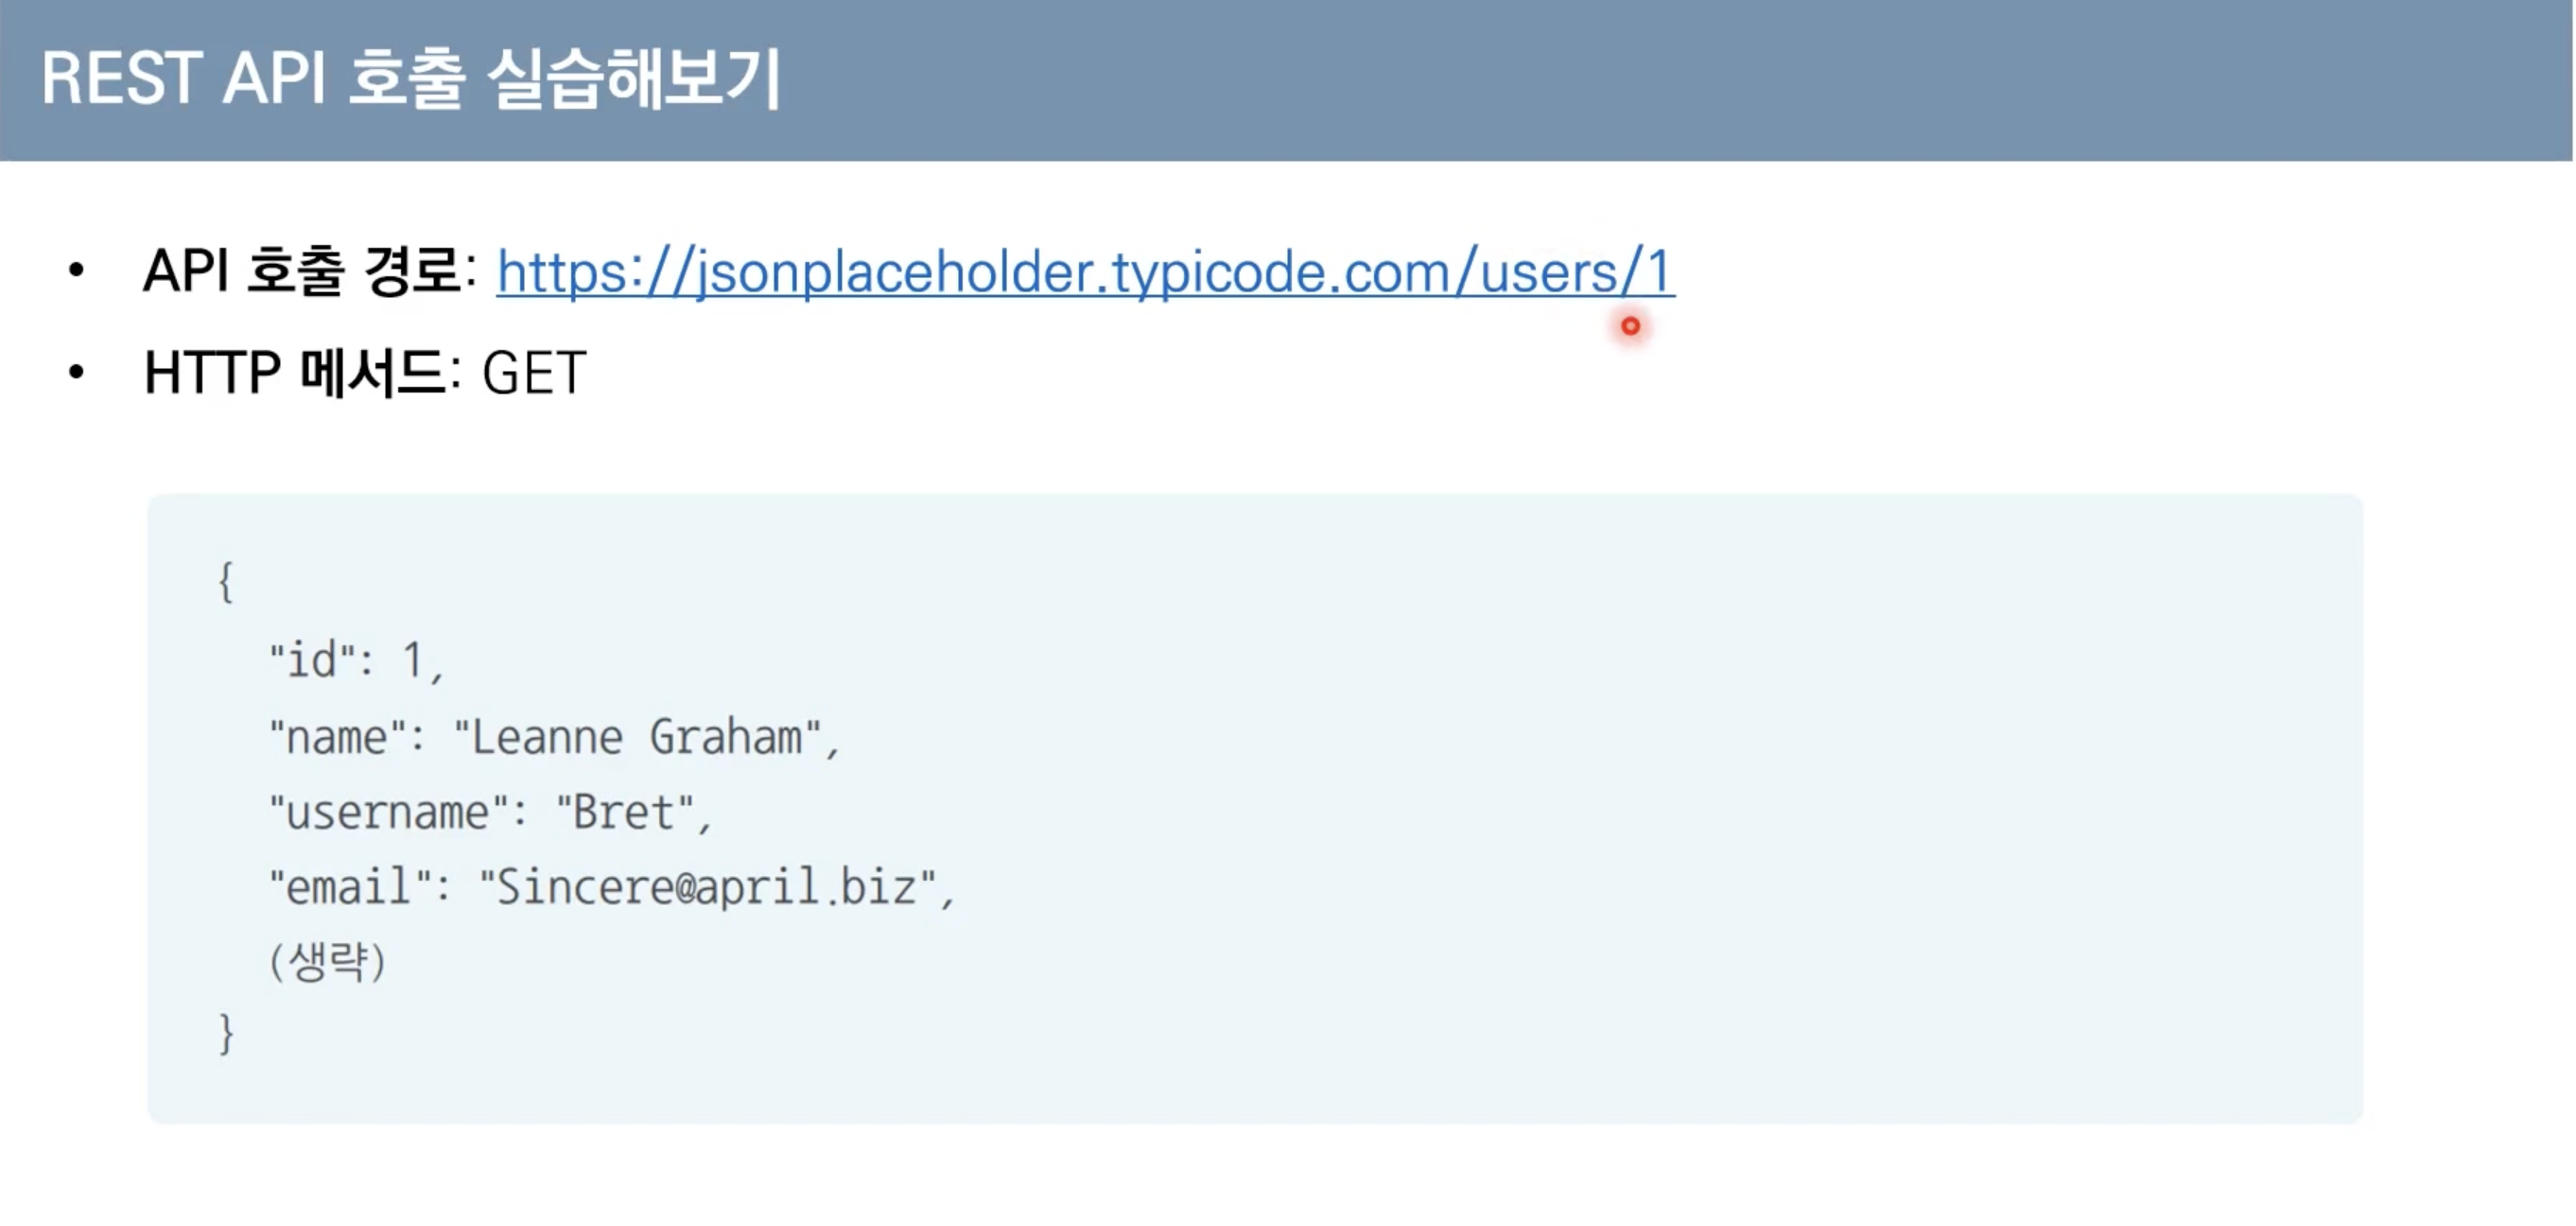 REST API 호출 실습해보기
• API 호출 경로: https://jsonplaceholder.typicode.com/users/1
• HTTP 메서드: GET
{
"id": 1,
"name": "Leanne Graham",
"username": "Bret",
"email": "Sincere@april.biz",
(생략)
}